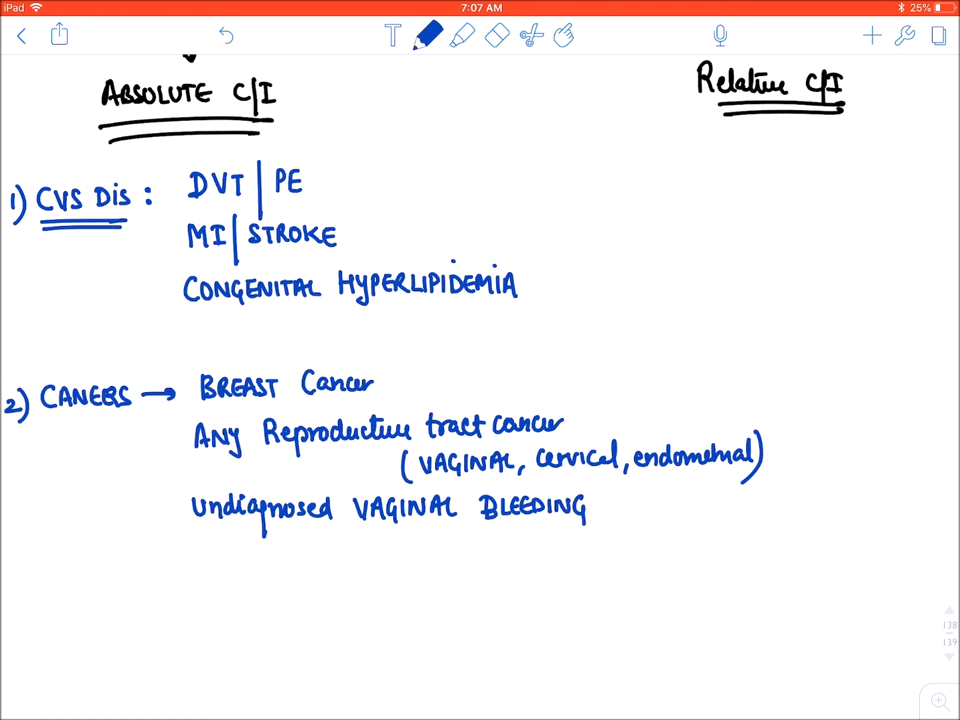 iPad 7:07 AM 25%
T
ABSOLUTE C/I
Relative C/I
1) CVS Dis : DVT | PE
MI | STROKE
CONGENITAL HYPERLIPIDEMIA
2) CANERS → BREAST Cancer
ANY Reproductive tract cancer
(VAGINAL, cervical, endometrial)
undiagnosed VAGINAL BLEEDING
138
139